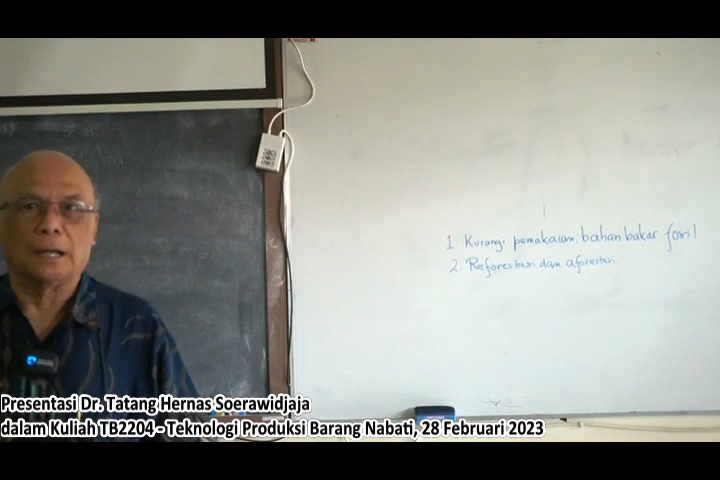 1. Kurangi pemakaian bahan bakar fosil
2. Reforestasi dan aforestasi.
Presentasi Dr. Tatang Hernas Soerawidjaja
dalam Kuliah TB2204 - Teknologi Produksi Barang Nabati, 28 Februari 2023